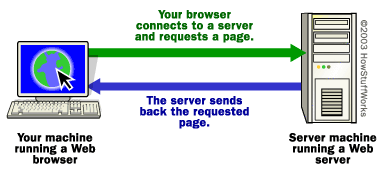 Your browser
connects to a server
and requests a page.
The server sends
back the requested
page.
Your machine
running a Web
browser
Server machine
running a Web
server
©2003 HowStuffWorks